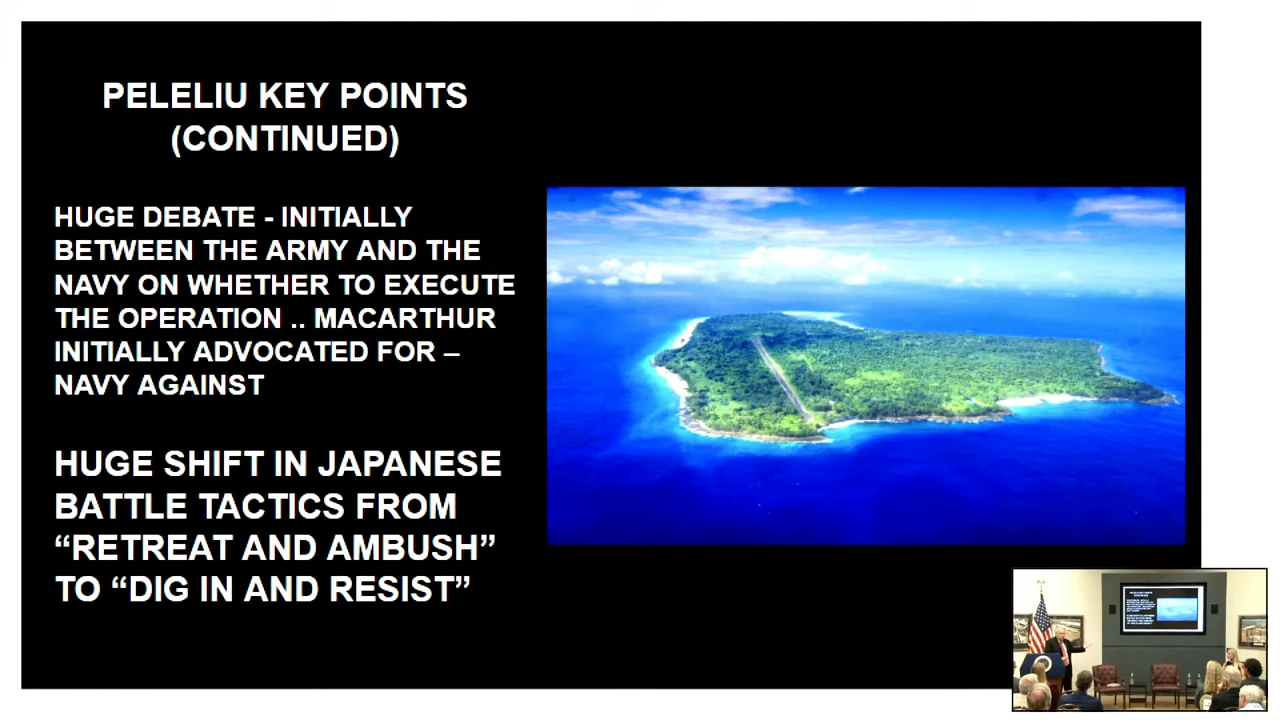 PELELIU KEY POINTS
(CONTINUED)
HUGE DEBATE - INITIALLY
BETWEEN THE ARMY AND THE
NAVY ON WHETHER TO EXECUTE
THE OPERATION .. MACARTHUR
INITIALLY ADVOCATED FOR –
NAVY AGAINST
HUGE SHIFT IN JAPANESE
BATTLE TACTICS FROM
“RETREAT AND AMBUSH”
TO “DIG IN AND RESIST”